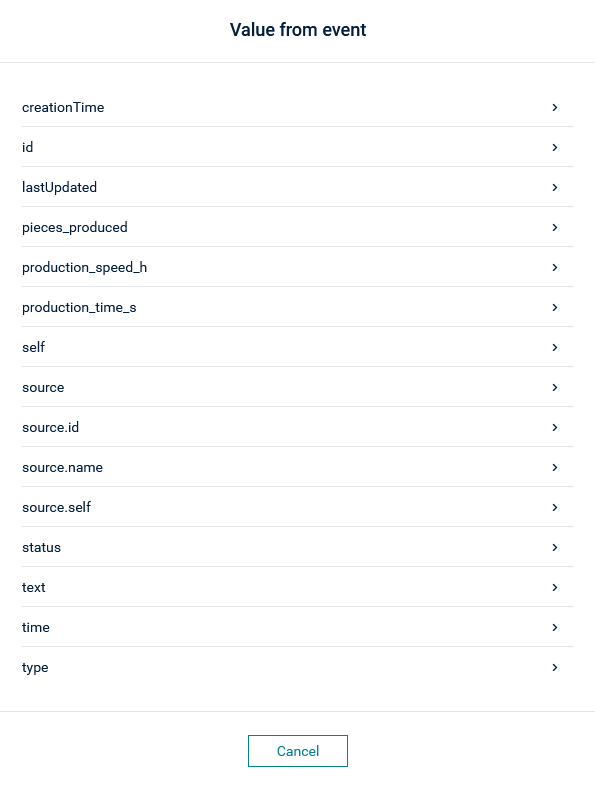 Value from event
creationTime
id
lastUpdated
pieces_produced
production_speed_h
production_time_s
self
source
source.id
source.name
source.self
status
text
time
type
Cancel